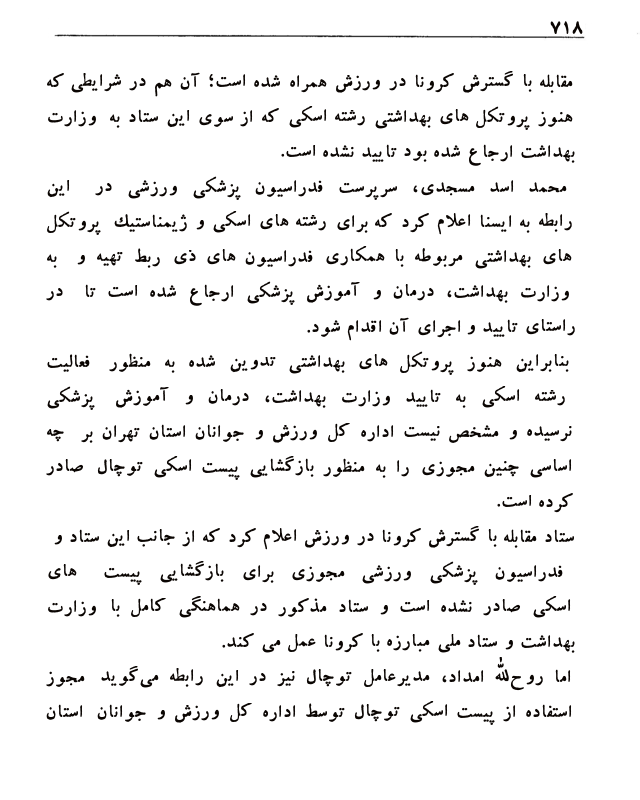 ۷۱۸
مقابله با گسترش کرونا در ورزش همراه شده است؛ آن هم در شرایطی که
هنوز پروتکل های بهداشتی رشته اسکی که از سوی این ستاد به وزارت
بهداشت ارجاع شده بود تایید نشده است.
محمد اسد مسجدی، سرپرست فدراسیون پزشکی ورزشی در این
رابطه به ایسنا اعلام کرد که برای رشته های اسکی و ژیمناستیك پروتکل
های بهداشتی مربوطه با همکاری فدراسیون های ذی ربط تهیه و به
وزارت بهداشت، درمان و آموزش پزشکی ارجاع شده است تا در
راستای تایید و اجرای آن اقدام شود.
بنابراین هنوز پروتکل های بهداشتی تدوین شده به منظور فعالیت
رشته اسکی به تایید وزارت بهداشت، درمان و آموزش پزشکی
نرسیده و مشخص نیست اداره کل ورزش و جوانان استان تهران بر چه
اساسی چنین مجوزی را به منظور بازگشایی پیست اسکی توچال صادر
کرده است.
ستاد مقابله با گسترش کرونا در ورزش اعلام کرد که از جانب این ستاد و
فدراسیون پزشکی ورزشی مجوزی برای بازگشایی پیست های
اسکی صادر نشده است و ستاد مذکور در هماهنگی کامل با وزارت
بهداشت و ستاد ملی مبارزه با کرونا عمل می کند.
اما روح‌الله امداد، مدیرعامل توچال نیز در این رابطه می‌گوید مجوز
استفاده از پیست اسکی توچال توسط اداره کل ورزش و جوانان استان